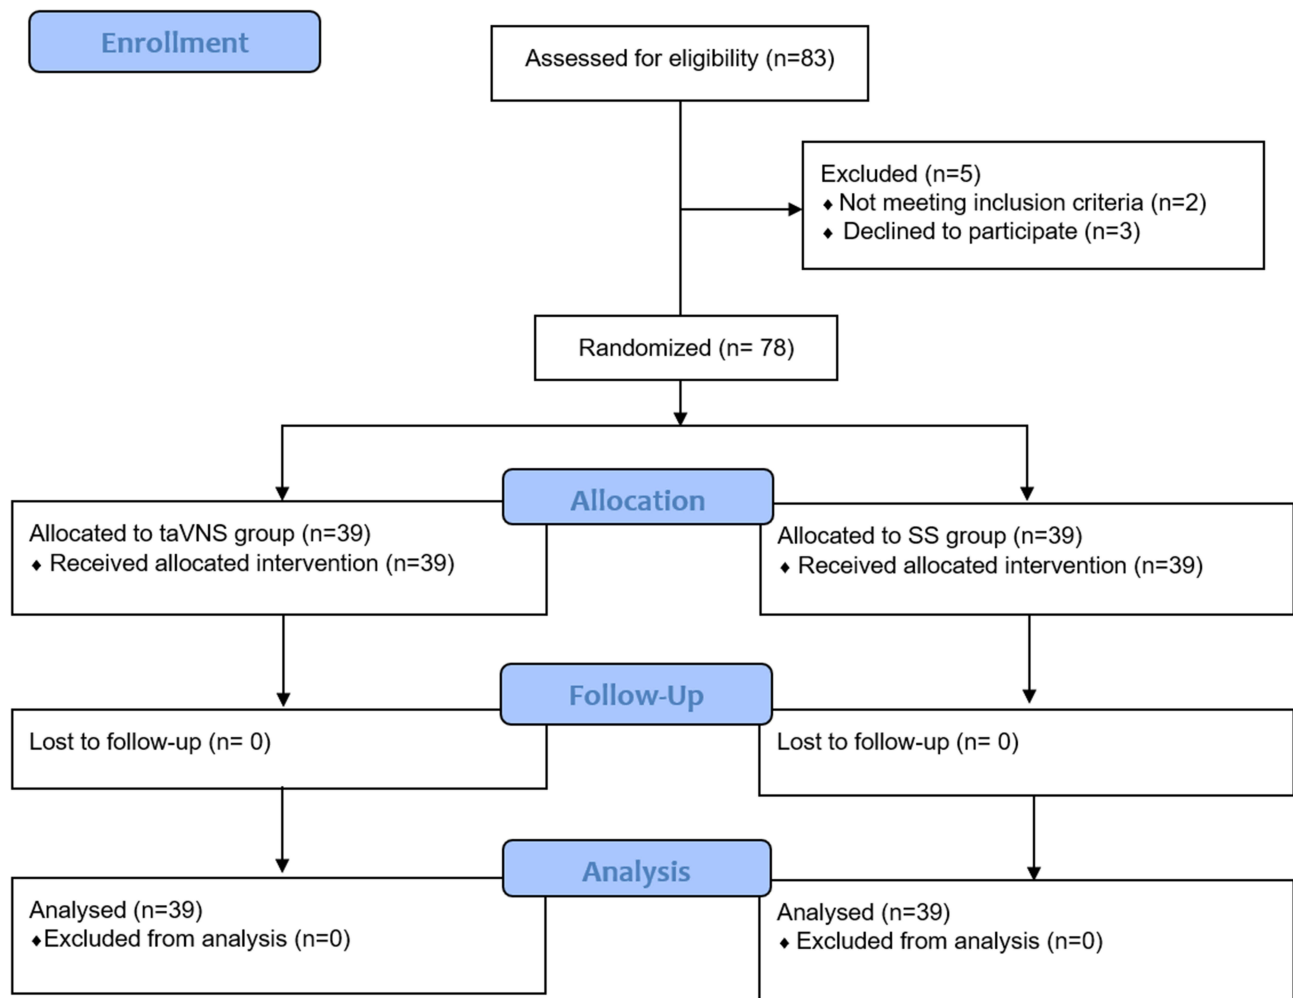 Enrollment
Assessed for eligibility (n=83)
Excluded (n=5)
♦ Not meeting inclusion criteria (n=2)
♦ Declined to participate (n=3)
Randomized (n= 78)
Allocation
Allocated to taVNS group (n=39)
♦ Received allocated intervention (n=39)
Allocated to SS group (n=39)
♦ Received allocated intervention (n=39)
Follow-Up
Lost to follow-up (n= 0)
Lost to follow-up (n= 0)
Analysis
Analysed (n=39)
♦Excluded from analysis (n=0)
Analysed (n=39)
♦ Excluded from analysis (n=0)